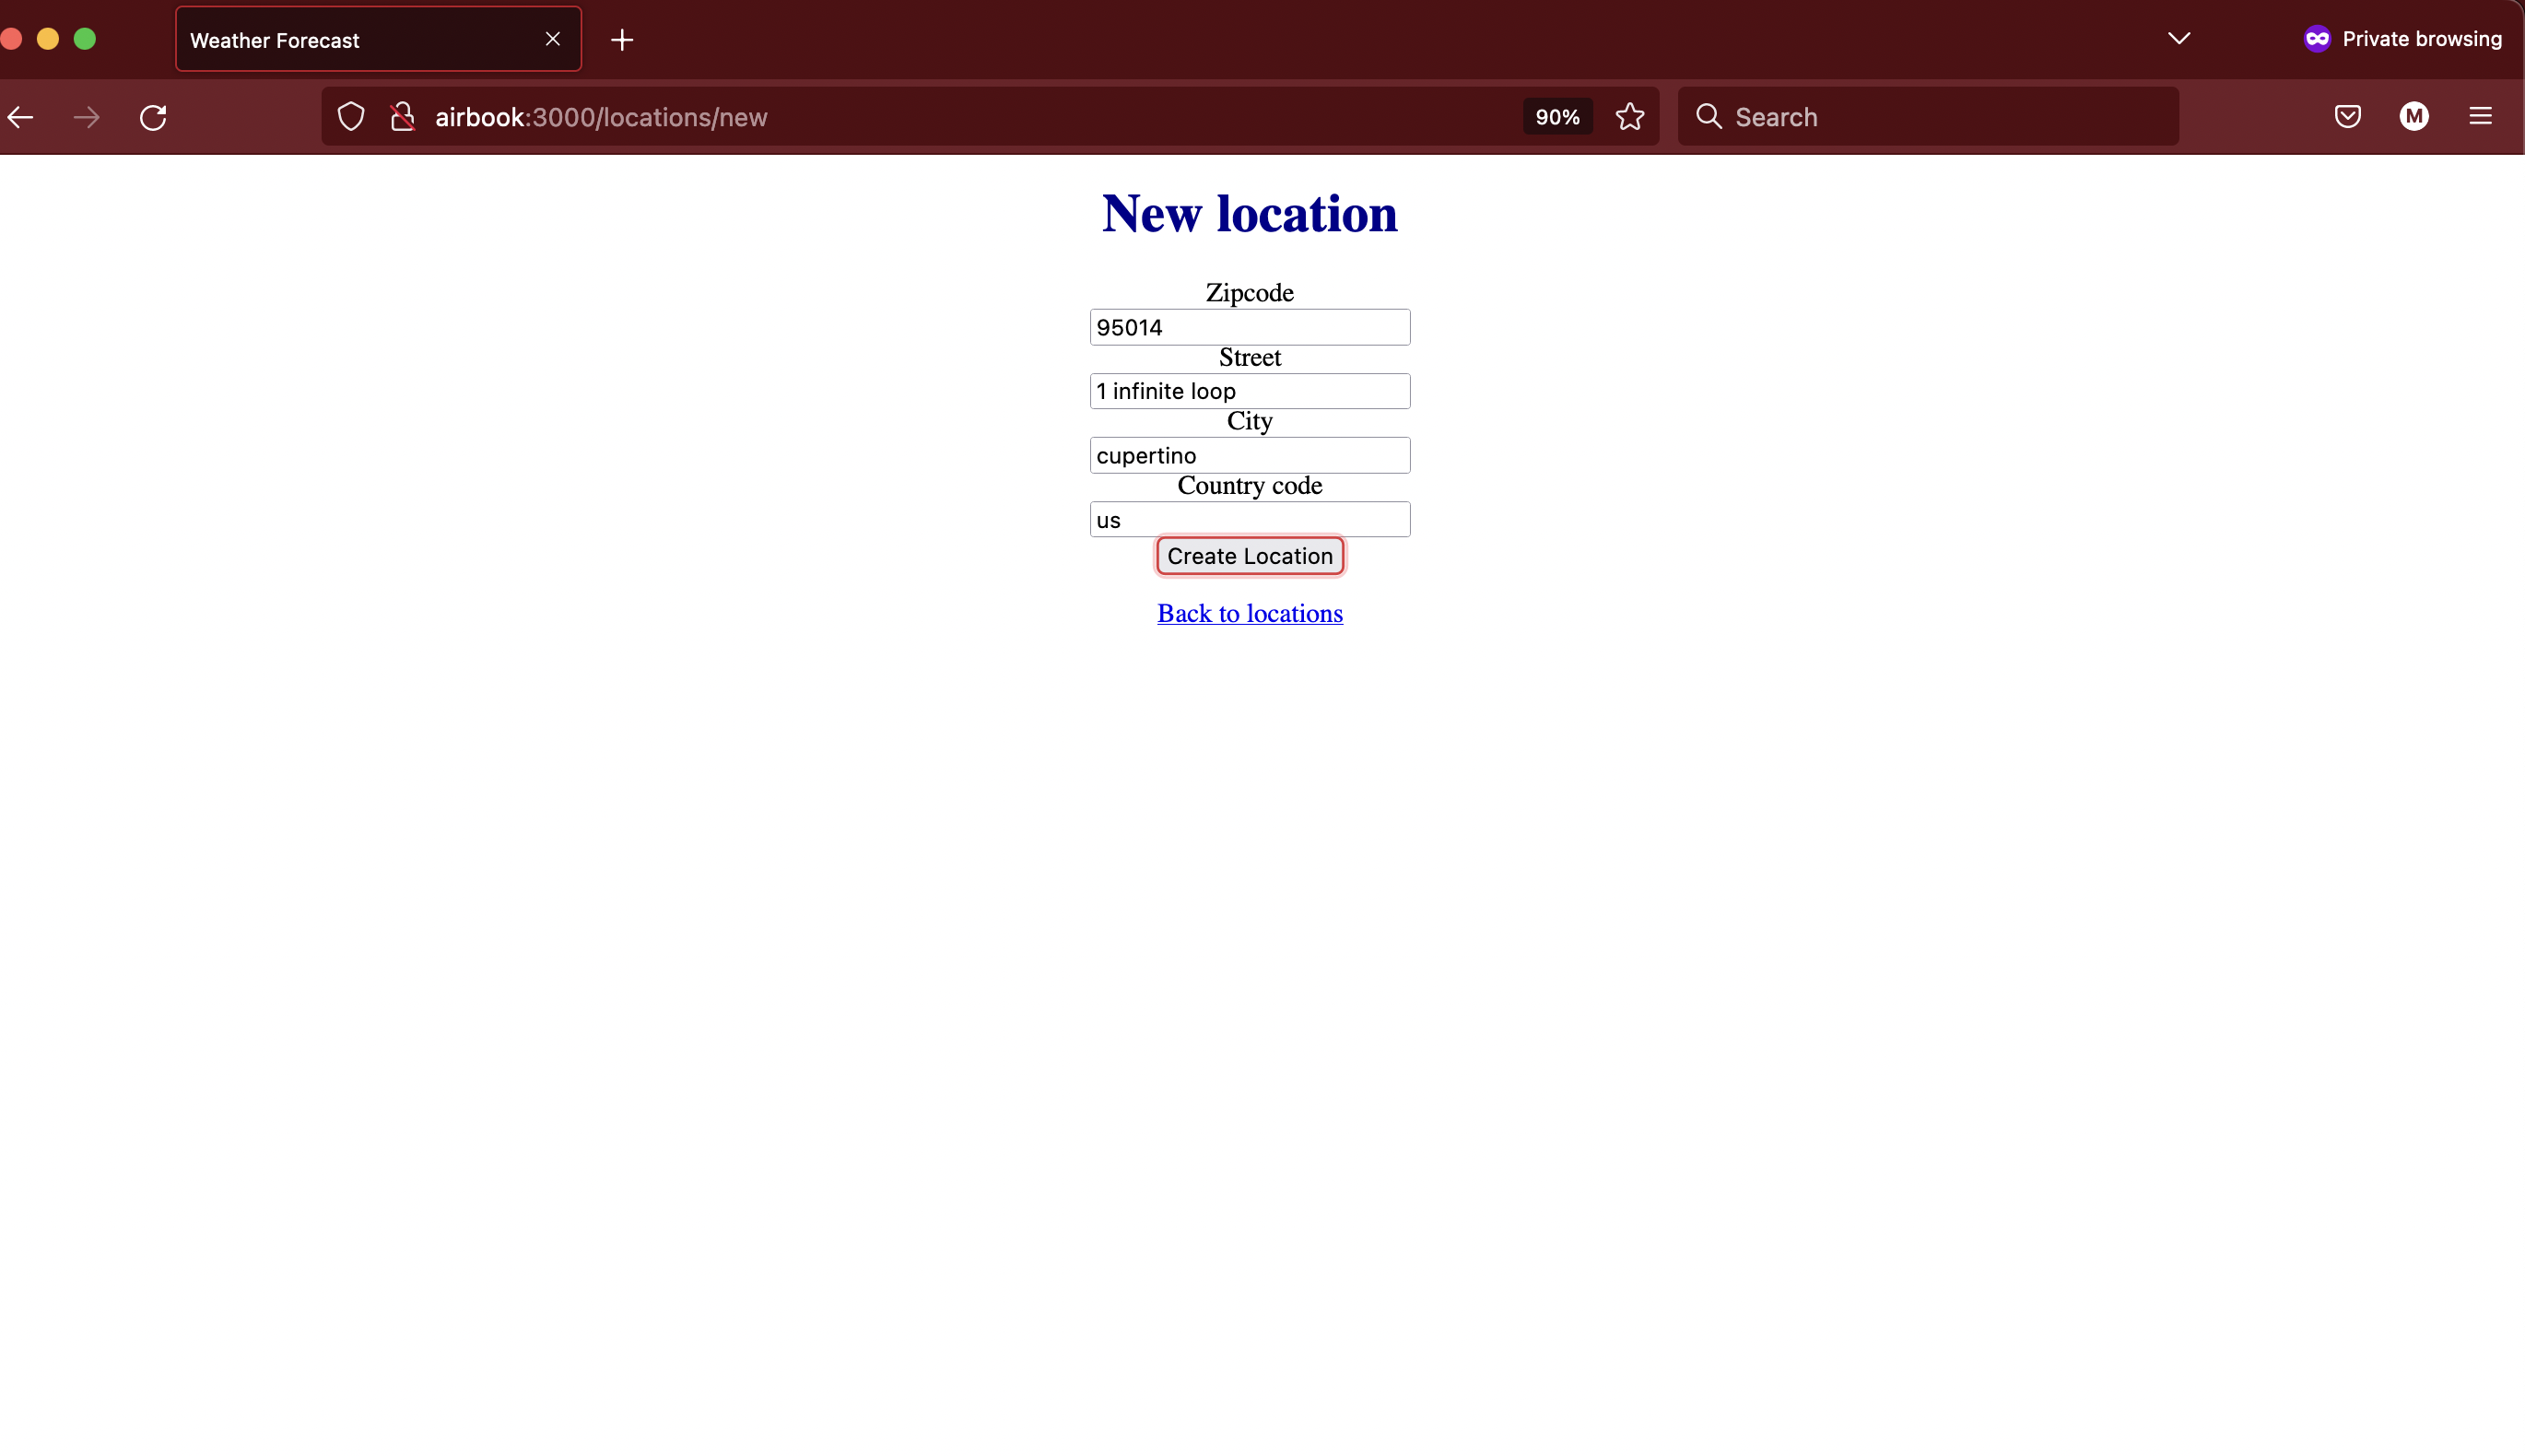 Weather Forecast
Private browsing
airbook:3000/locations/new
90%
Search
M
New location
Zipcode
95014
Street
1 infinite loop
City
cupertino
Country code
us
Create Location
Back to locations